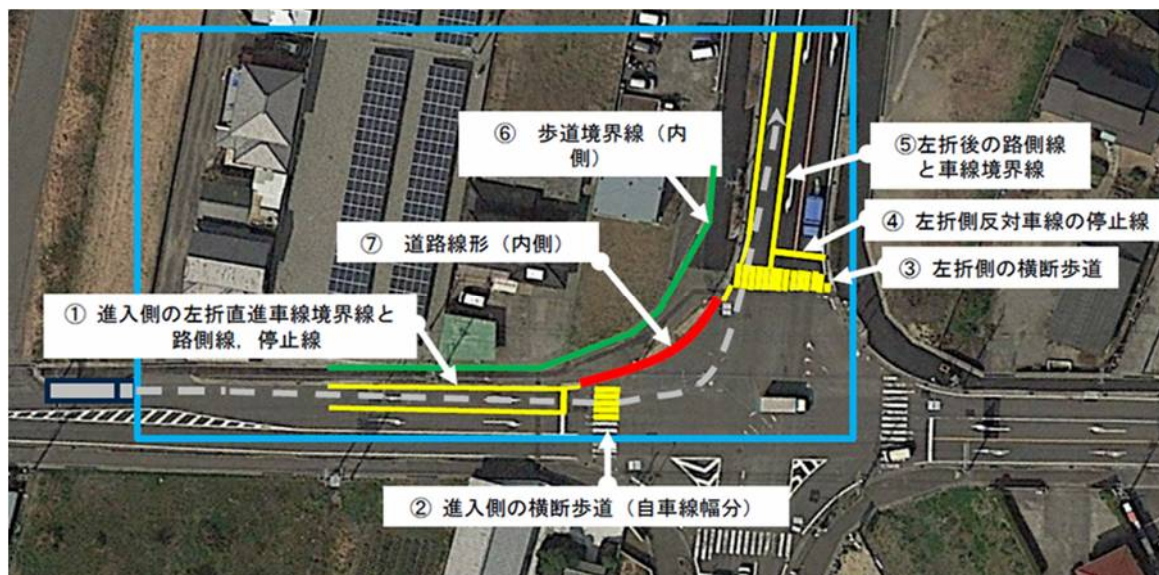 ⑥ 歩道境界線（内
側）
⑤左折後の路側線
と車線境界線
⑦ 道路線形（内側）
④ 左折側反対車線の停止線
③ 左折側の横断歩道
① 進入側の左折直進車線境界線と
路側線，停止線
② 進入側の横断歩道（自車線幅分）